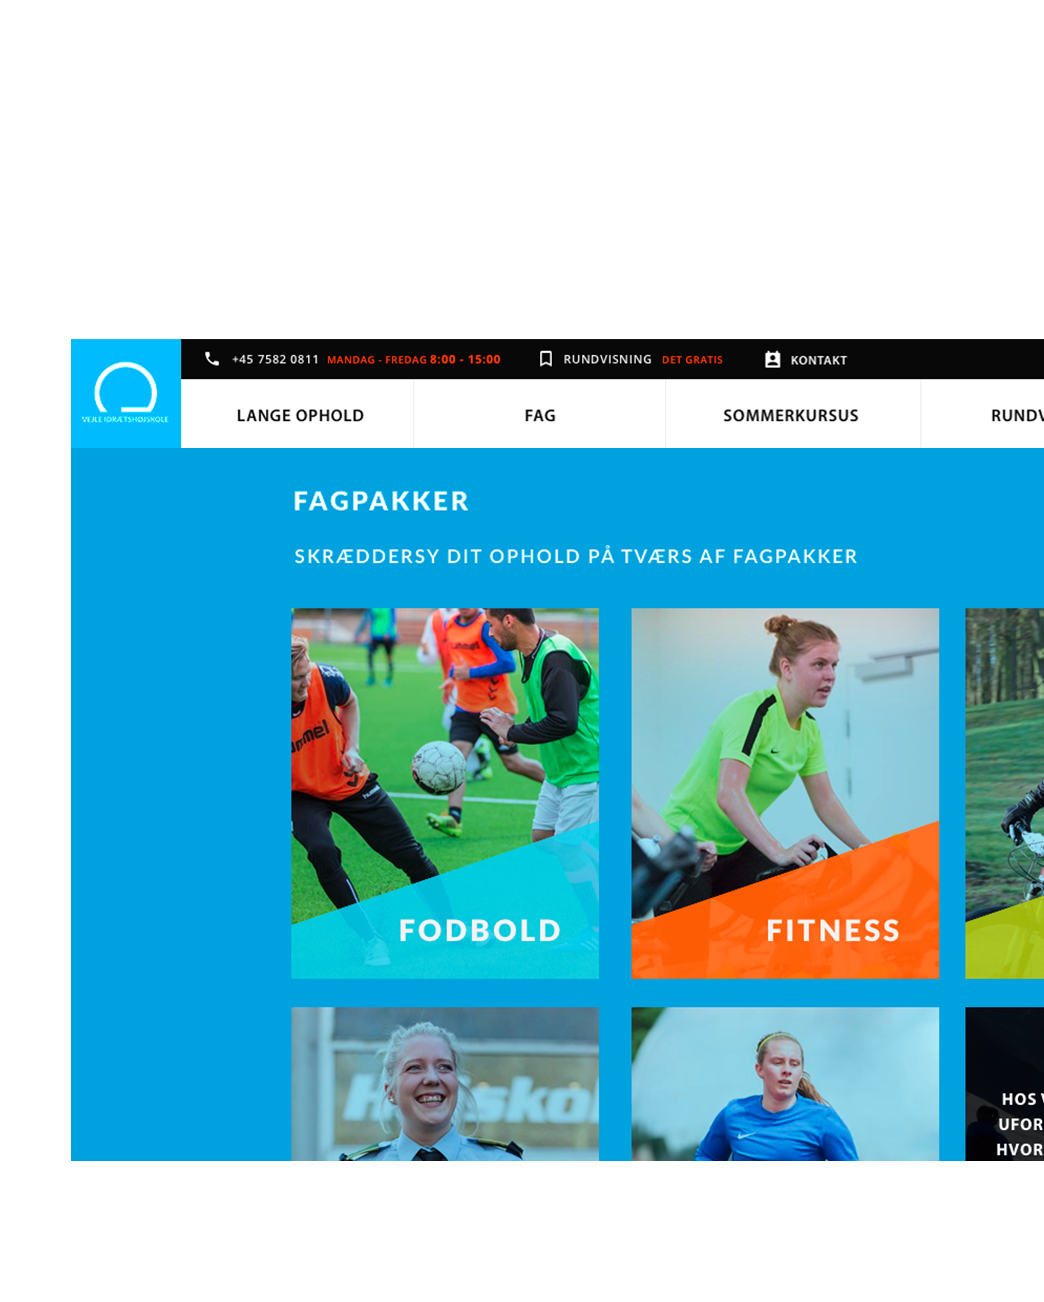 +45 7582 0811 MANDAG - FREDAG 8:00 - 15:00 RUNDVISNING DET GRATIS KONTAKT
VEJLE IDRÆTSHØJSKOLE
LANGE OPHOLD FAG SOMMERKURSUS RUNDV
FAGPAKKER
SKRÆDDERSY DIT OPHOLD PÅ TVÆRS AF FAGPAKKER
hummel
FODBOLD
FITNESS
HOS V
UFOR
HVOR